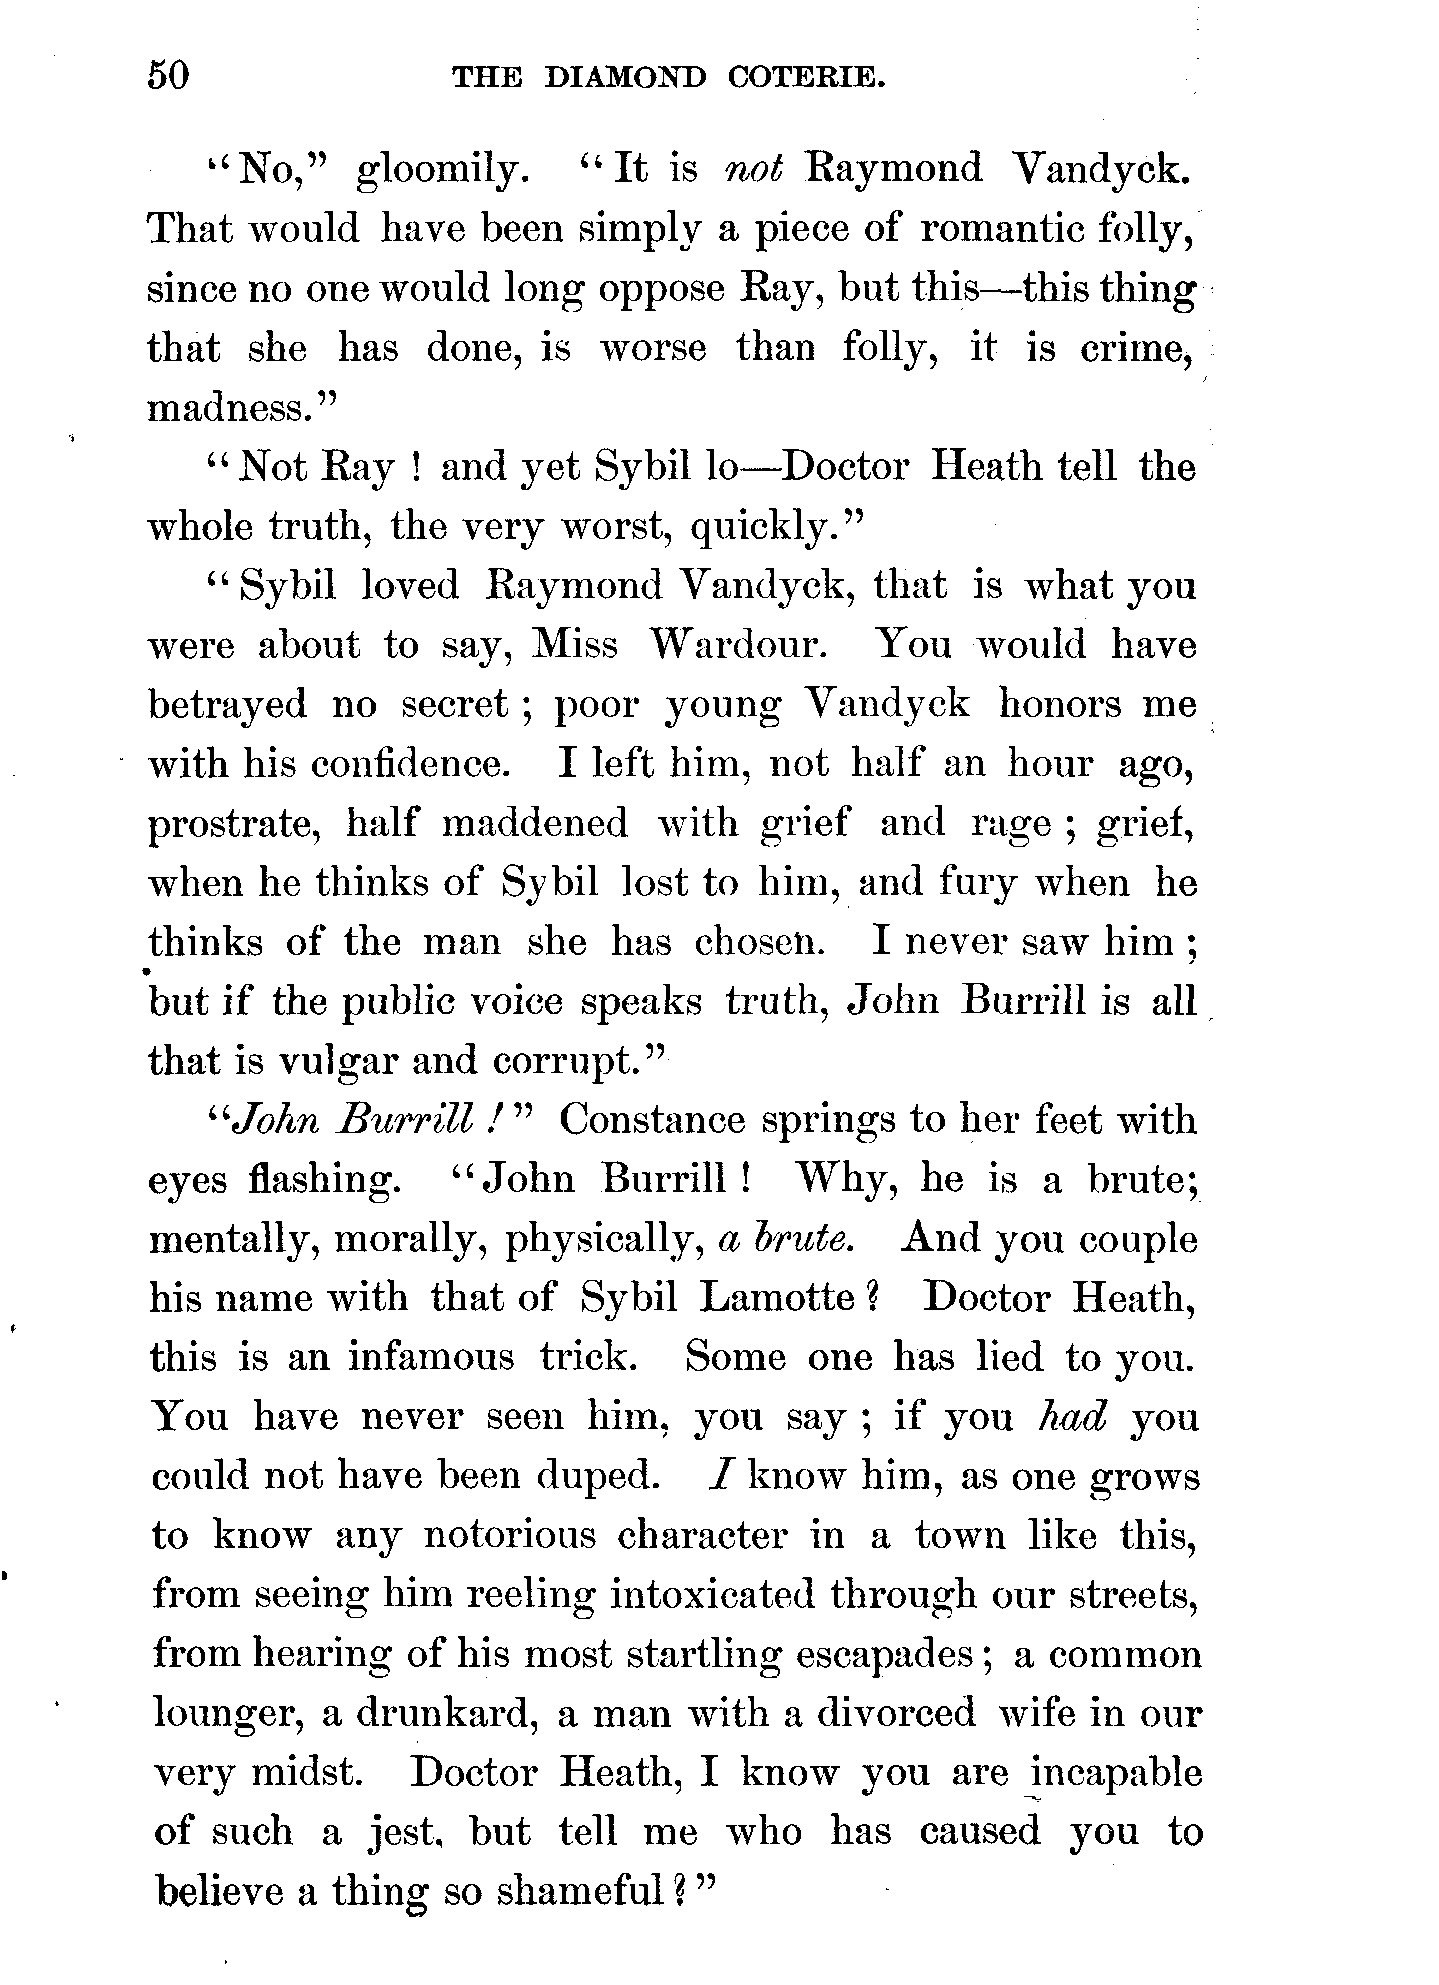 50 THE DIAMOND COTERIE.
“No,” gloomily. “It is not Raymond Vandyck.
That would have been simply a piece of romantic folly,
since no one would long oppose Ray, but this—this thing
that she has done, is worse than folly, it is crime,
madness.”
“Not Ray ! and yet Sybil lo—Doctor Heath tell the
whole truth, the very worst, quickly.”
“Sybil loved Raymond Vandyck, that is what you
were about to say, Miss Wardour. You would have
betrayed no secret ; poor young Vandyck honors me
with his confidence. I left him, not half an hour ago,
prostrate, half maddened with grief and rage ; grief,
when he thinks of Sybil lost to him, and fury when he
thinks of the man she has chosen. I never saw him ;
but if the public voice speaks truth, John Burrill is all
that is vulgar and corrupt.”
“John Burrill !” Constance springs to her feet with
eyes flashing. “John Burrill ! Why, he is a brute;
mentally, morally, physically, a brute. And you couple
his name with that of Sybil Lamotte ? Doctor Heath,
this is an infamous trick. Some one has lied to you.
You have never seen him, you say ; if you had you
could not have been duped. I know him, as one grows
to know any notorious character in a town like this,
from seeing him reeling intoxicated through our streets,
from hearing of his most startling escapades ; a common
lounger, a drunkard, a man with a divorced wife in our
very midst. Doctor Heath, I know you are incapable
of such a jest, but tell me who has caused you to
believe a thing so shameful ?”